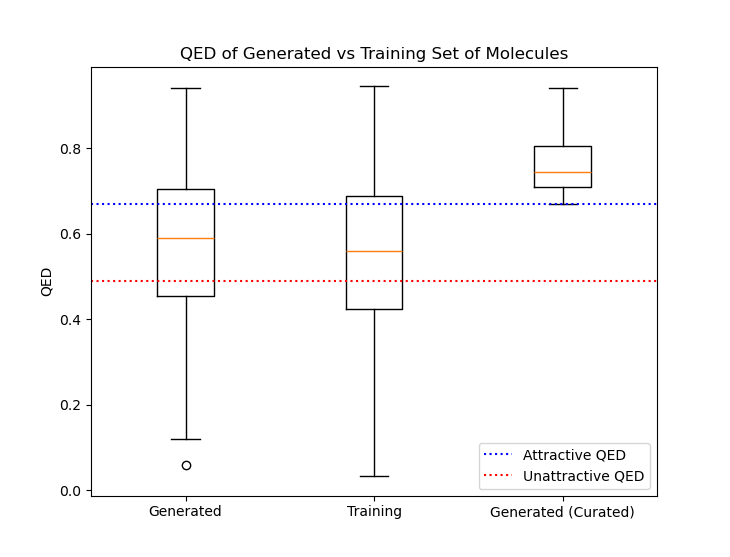 QED of Generated vs Training Set of Molecules
QED
0.8
0.6
0.4
0.2
0.0
Attractive QED
Unattractive QED
Generated
Training
Generated (Curated)